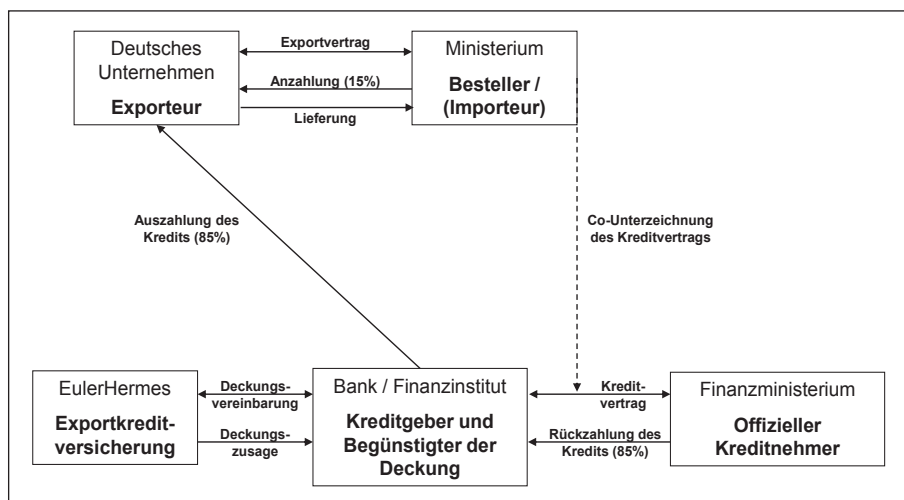 Deutsches
Unternehmen
Exporteur
Exportvertrag
Anzahlung (15%)
Lieferung
Ministerium
Besteller /
(Importeur)
Auszahlung des
Kredits (85%)
Co-Unterzeichnung
des Kreditvertrags
EulerHermes
Exportkredit-
versicherung
Deckungs-
vereinbarung
Deckungs-
zusage
Bank / Finanzinstitut
Kreditgeber und
Begünstigter der
Deckung
Kredit-
vertrag
Rückzahlung des
Kredits (85%)
Finanzministerium
Offizieller
Kreditnehmer